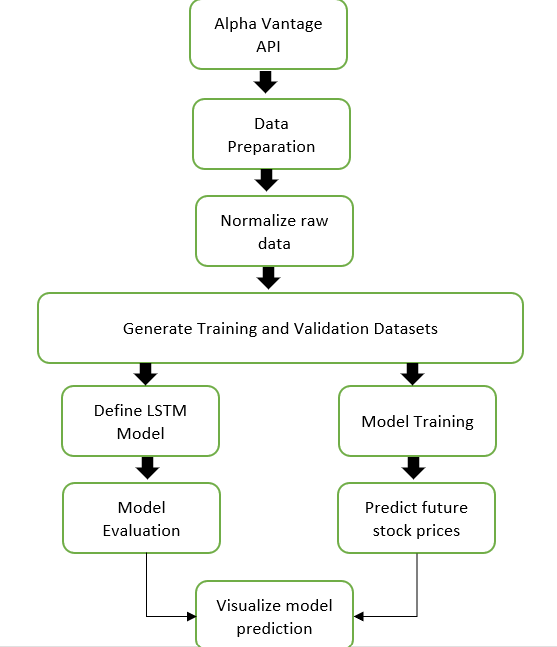 Alpha Vantage
API
Data
Preparation
Normalize raw
data
Generate Training and Validation Datasets
Define LSTM
Model
Model Training
Model
Evaluation
Predict future
stock prices
Visualize model
prediction